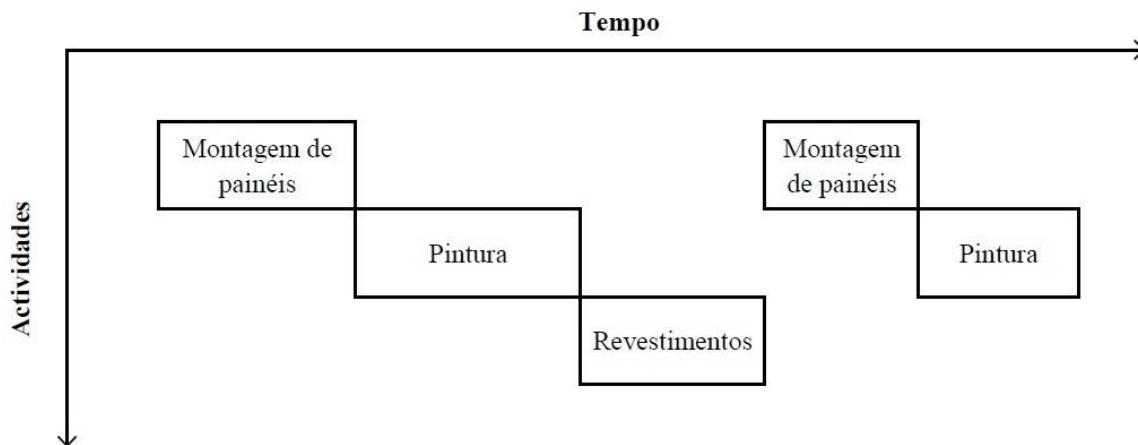 Tempo
Actividades
Montagem de
painéis
Montagem
de painéis
Pintura
Pintura
Revestimentos